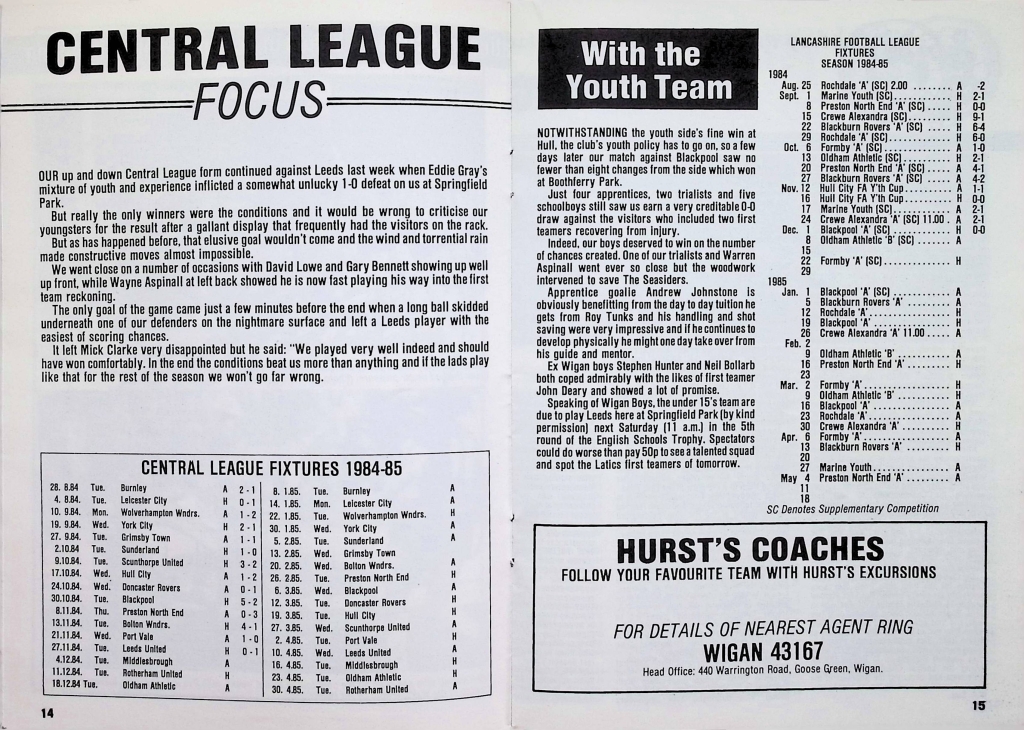 CENTRAL LEAGUE
FOCUS
OUR up and down Central League form continued against Leeds last week when Eddie Gray's
mixture of youth and experience inflicted a somewhat unlucky 1-0 defeat on us at Springfield
Park.
But really the only winners were the conditions and it would be wrong to criticise our
youngsters for the result after a gallant display that frequently had the visitors on the rack.
But as has happened before, that elusive goal wouldn't come and the wind and torrential rain
made constructive moves almost impossible.
We went close on a number of occasions with David Lowe and Gary Bennett showing up well
up front, while Wayne Aspinall at left back showed he is now fast playing his way into the first
team reckoning.
The only goal of the game came just a few minutes before the end when a long ball skidded
underneath one of our defenders on the nightmare surface and left a Leeds player with the
easiest of scoring chances.
It left Mick Clarke very disappointed but he said: "We played very well indeed and should
have won comfortably. In the end the conditions beat us more than anything and if the lads play
like that for the rest of the season we won't go far wrong.
CENTRAL LEAGUE FIXTURES 1984-85
28. 8.84 Tue. Burnley A 2 - 1
4. 8.84. Tue. Leicester City H 0 - 1
10. 9.84. Mon. Wolverhampton Wndrs. A 1 - 2
19. 9.84. Wed. York City H 2 - 1
27. 9.84. Tue. Grimsby Town A 1 - 1
2.10.84 Tue. Sunderland H 1 - 0
9.10.84. Tue. Scunthorpe United H 3 - 2
17.10.84. Wed. Hull City A 1 - 2
24.10.84. Wed. Doncaster Rovers A 0 - 1
30.10.84. Tue. Blackpool H 5 - 2
8.11.84. Thu. Preston North End A 0 - 3
13.11.84. Tue. Bolton Wndrs. H 4 - 1
21.11.84. Wed. Port Vale A 1 - 0
27.11.84. Tue. Leeds United H 0 - 1
4.12.84. Tue. Middlesbrough A
11.12.84. Tue. Rotherham United H
18.12.84 Tue. Oldham Athletic A
8. 1.85. Tue. Burnley A
14. 1.85. Mon. Leicester City A
22. 1.85. Tue. Wolverhampton Wndrs. H
30. 1.85. Wed. York City A
5. 2.85. Tue. Sunderland A
13. 2.85. Wed. Grimsby Town
20. 2.85. Wed. Bolton Wndrs. A
26. 2.85. Tue. Preston North End H
6. 3.85. Wed. Blackpool A
12. 3.85. Tue. Doncaster Rovers H
19. 3.85. Tue. Hull City H
27. 3.85. Wed. Scunthorpe United A
2. 4.85. Tue. Port Vale H
10. 4.85. Wed. Leeds United A
16. 4.85. Tue. Middlesbrough H
23. 4.85. Tue. Oldham Athletic H
30. 4.85. Tue. Rotherham United A
14
With the
Youth Team
NOTWITHSTANDING the youth side's fine win at
Hull, the club's youth policy has to go on, so a few
days later our match against Blackpool saw no
fewer than eight changes from the side which won
at Boothferry Park.
Just four apprentices, two trialists and five
schoolboys still saw us earn a very creditable 0-0
draw against the visitors who included two first
teamers recovering from injury.
Indeed, our boys deserved to win on the number
of chances created. One of our trialists and Warren
Aspinall went ever so close but the woodwork
intervened to save The Seasiders.
Apprentice goalie Andrew Johnstone is
obviously benefitting from the day to day tuition he
gets from Roy Tunks and his handling and shot
saving were very impressive and if he continues to
develop physically he might one day take over from
his guide and mentor.
Ex Wigan boys Stephen Hunter and Neil Bollarb
both coped admirably with the likes of first teamer
John Deary and showed a lot of promise.
Speaking of Wigan Boys, the under 15's team are
due to play Leeds here at Springfield Park (by kind
permission) next Saturday (11 a.m.) in the 5th
round of the English Schools Trophy. Spectators
could do worse than pay 50p to see a talented squad
and spot the Latics first teamers of tomorrow.
LANCASHIRE FOOTBALL LEAGUE
FIXTURES
SEASON 1984-85
1984
Aug. 25 Rochdale 'A' (SC) 2.00 ........ A -2
Sept. 1 Marine Youth (SC) ........ H 2-1
8 Preston North End 'A' (SC) ..... H 0-0
15 Crewe Alexandra (SC) ........ H 9-1
22 Blackburn Rovers 'A' (SC) ..... H 6-4
29 Rochdale 'A' (SC) ........ H 6-0
Oct. 6 Formby 'A' (SC) ........ A 1-0
13 Oldham Athletic (SC) ........ H 2-1
20 Preston North End 'A' (SC) ..... A 4-1
27 Blackburn Rovers 'A' (SC) ..... A 4-2
Nov. 12 Hull City FA Y'th Cup ........ A 1-1
16 Hull City FA Y'th Cup ........ H 0-0
17 Marine Youth (SC) ........ A 2-1
24 Crewe Alexandra 'A' (SC) 11.00 . A 2-1
Dec. 1 Blackpool 'A' (SC) ........ H 0-0
8 Oldham Athletic 'B' (SC) ....... A
15
22 Formby 'A' (SC) ........ H
29
1985
Jan. 1 Blackpool 'A' (SC) ........ A
5 Blackburn Rovers 'A' ........ A
12 Rochdale 'A' ........ H
19 Blackpool 'A' ........ H
26 Crewe Alexandra 'A' 11.00 ..... A
Feb. 2
9 Oldham Athletic 'B' ........ A
16 Preston North End 'A' ........ H
23
Mar. 2 Formby 'A' ........ H
9 Oldham Athletic 'B' ........ H
16 Blackpool 'A' ........ A
23 Rochdale 'A' ........ A
30 Crewe Alexandra 'A' ........ H
Apr. 6 Formby 'A' ........ A
13 Blackburn Rovers 'A' ........ H
20
27 Marine Youth ........ A
May 4 Preston North End 'A' ........ A
11
18
SC Denotes Supplementary Competition
HURST'S COACHES
FOLLOW YOUR FAVOURITE TEAM WITH HURST'S EXCURSIONS
FOR DETAILS OF NEAREST AGENT RING
WIGAN 43167
Head Office: 440 Warrington Road, Goose Green, Wigan.
15